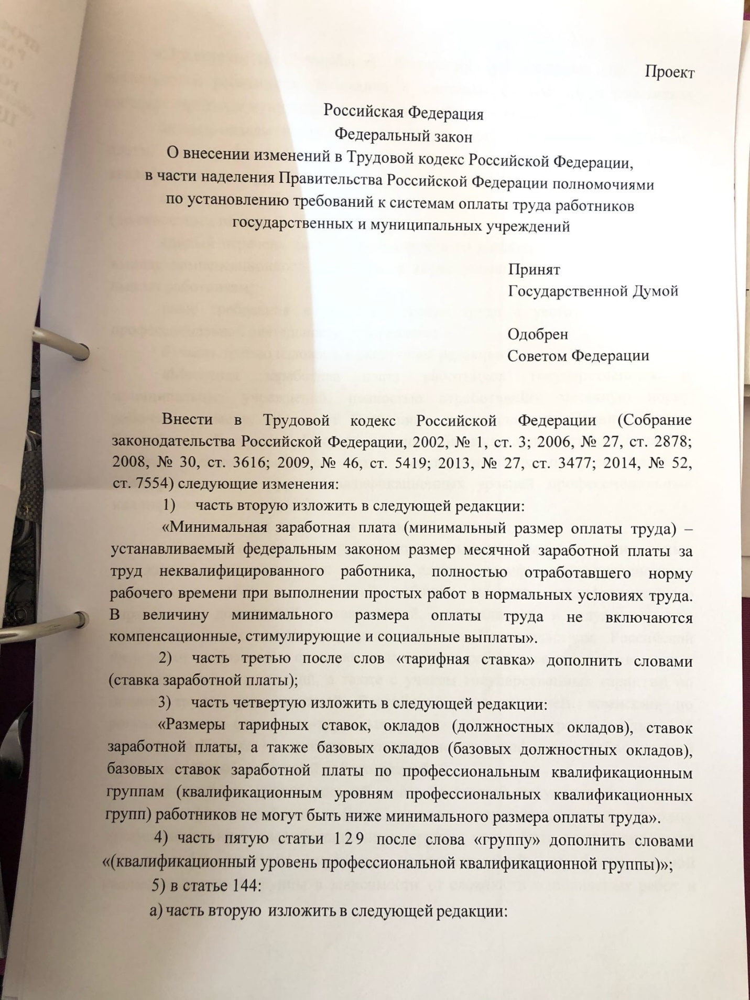 Проект
Российская Федерация
Федеральный закон
О внесении изменений в Трудовой кодекс Российской Федерации,
в части наделения Правительства Российской Федерации полномочиями
по установлению требований к системам оплаты труда работников
государственных и муниципальных учреждений
Принят
Государственной Думой
Одобрен
Советом Федерации
Внести в Трудовой кодекс Российской Федерации (Собрание
законодательства Российской Федерации, 2002, № 1, ст. 3; 2006, № 27, ст. 2878;
2008, № 30, ст. 3616; 2009, № 46, ст. 5419; 2013, № 27, ст. 3477; 2014, № 52,
ст. 7554) следующие изменения:
1) часть вторую изложить в следующей редакции:
«Минимальная заработная плата (минимальный размер оплаты труда) –
устанавливаемый федеральным законом размер месячной заработной платы за
труд неквалифицированного работника, полностью отработавшего норму
рабочего времени при выполнении простых работ в нормальных условиях труда.
В величину минимального размера оплаты труда не включаются
компенсационные, стимулирующие и социальные выплаты».
2) часть третью после слов «тарифная ставка» дополнить словами
(ставка заработной платы);
3) часть четвертую изложить в следующей редакции:
«Размеры тарифных ставок, окладов (должностных окладов), ставок
заработной платы, а также базовых окладов (базовых должностных окладов),
базовых ставок заработной платы по профессиональным квалификационным
группам (квалификационным уровням профессиональных квалификационных
групп) работников не могут быть ниже минимального размера оплаты труда».
4) часть пятую статьи 129 после слова «группу» дополнить словами
«(квалификационный уровень профессиональной квалификационной группы)»;
5) в статье 144:
а) часть вторую изложить в следующей редакции: